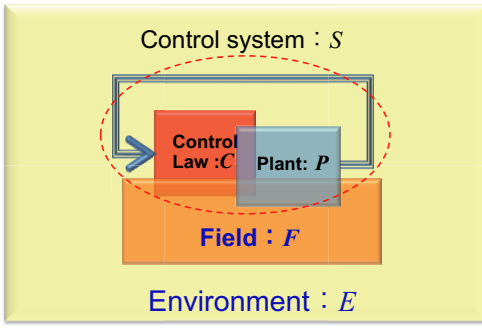 Control system：S
Control
Law :C
Plant: P
Field：F
Environment：E